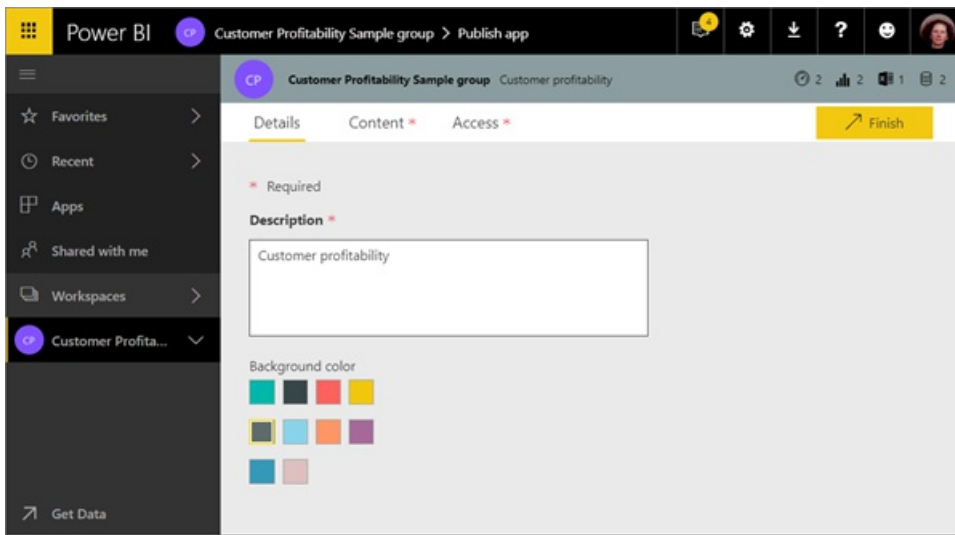 Power BI
CP
Customer Profitability Sample group > Publish app
4
?
CP
Customer Profitability Sample group Customer profitability
2
2
1
2
Favorites
Recent
Apps
Shared with me
Workspaces
CP
Customer Profita...
Get Data
Details
Content *
Access *
Finish
* Required
Description *
Customer profitability
Background color